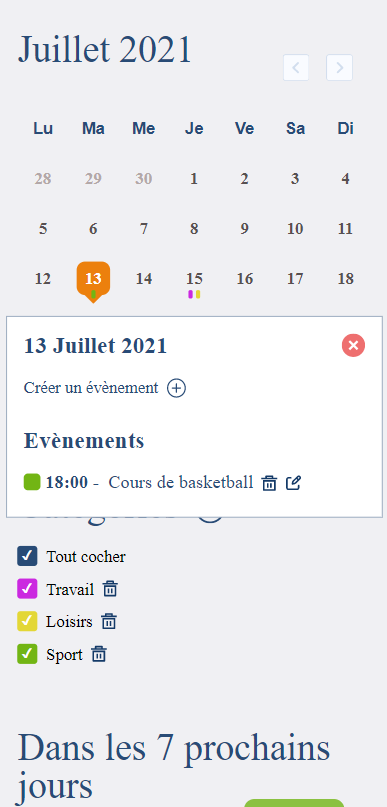 Juillet 2021
Lu Ma Me Je Ve Sa Di
28 29 30 1 2 3 4
5 6 7 8 9 10 11
12 13 14 15 16 17 18
13 Juillet 2021
Créer un évènement
Evènements
18:00 - Cours de basketball
Tout cocher
Travail
Loisirs
Sport
Dans les 7 prochains
jours